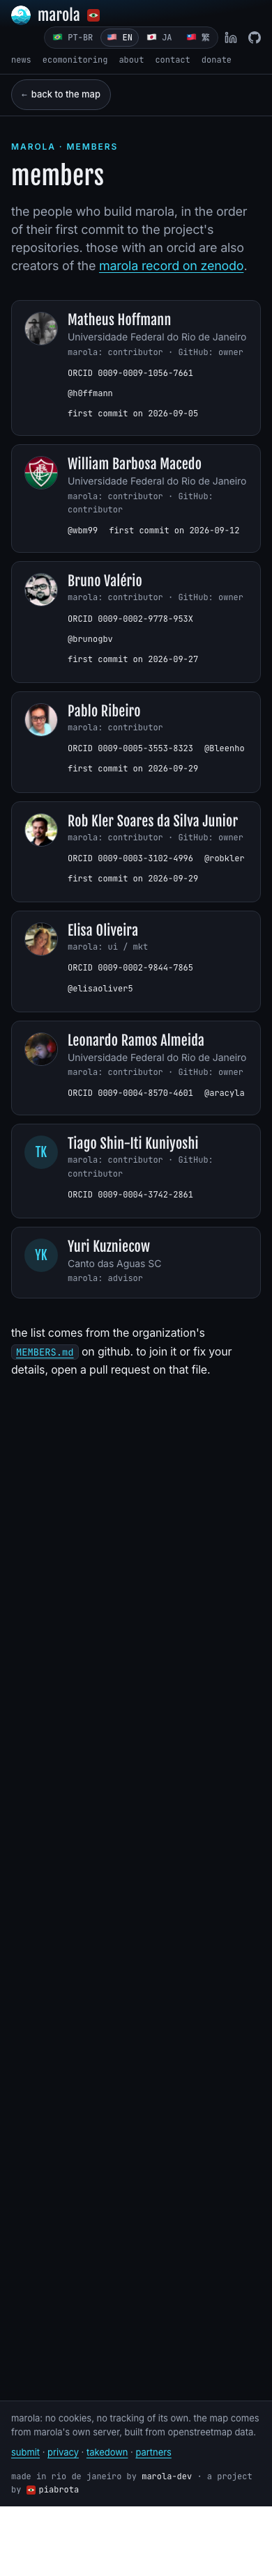 marola
PT-BR EN JA 繁
news ecomonitoring about contact donate
← back to the map
MAROLA · MEMBERS
members
the people who build marola, in the order
of their first commit to the project's
repositories. those with an orcid are also
creators of the marola record on zenodo.
Matheus Hoffmann
Universidade Federal do Rio de Janeiro
marola: contributor · GitHub: owner
ORCID 0009-0009-1056-7661
@h0ffmann
first commit on 2026-09-05
William Barbosa Macedo
Universidade Federal do Rio de Janeiro
marola: contributor · GitHub:
contributor
@wbm99 first commit on 2026-09-12
Bruno Valério
marola: contributor · GitHub: owner
ORCID 0009-0002-9778-953X
@brunogbv
first commit on 2026-09-27
Pablo Ribeiro
marola: contributor
ORCID 0009-0005-3553-8323 @Bleenho
first commit on 2026-09-29
Rob Kler Soares da Silva Junior
marola: contributor · GitHub: owner
ORCID 0009-0003-3102-4996 @robkler
first commit on 2026-09-29
Elisa Oliveira
marola: ui / mkt
ORCID 0009-0002-9844-7865
@elisaoliver5
Leonardo Ramos Almeida
Universidade Federal do Rio de Janeiro
marola: contributor · GitHub: owner
ORCID 0009-0004-8570-4601 @aracyla
TK
Tiago Shin-Iti Kuniyoshi
marola: contributor · GitHub:
contributor
ORCID 0009-0004-3742-2861
YK
Yuri Kuzniecow
Canto das Aguas SC
marola: advisor
the list comes from the organization's
MEMBERS.md on github. to join it or fix your
details, open a pull request on that file.
marola: no cookies, no tracking of its own. the map comes
from marola's own server, built from openstreetmap data.
submit · privacy · takedown · partners
made in rio de janeiro by marola-dev · a project
by piabrota